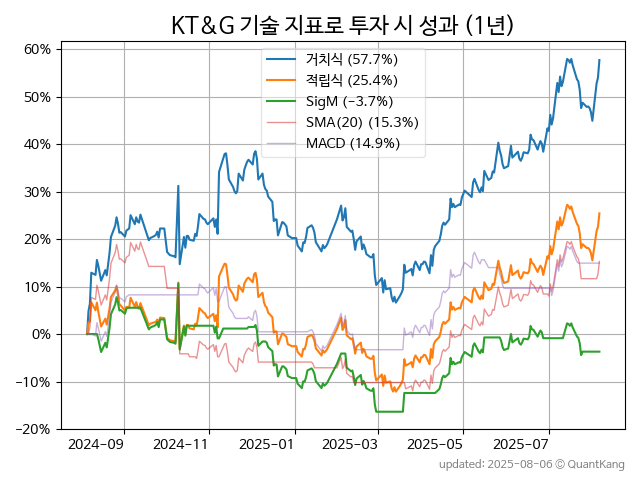 KT&G 기술 지표로 투자 시 성과 (1년)
60%
50%
40%
30%
20%
10%
0%
−10%
−20%
거치식 (57.7%)
적립식 (25.4%)
SigM (−3.7%)
SMA(20) (15.3%)
MACD (14.9%)
2024-09
2024-11
2025-01
2025-03
2025-05
2025-07
updated: 2025-08-06 © QuantKang